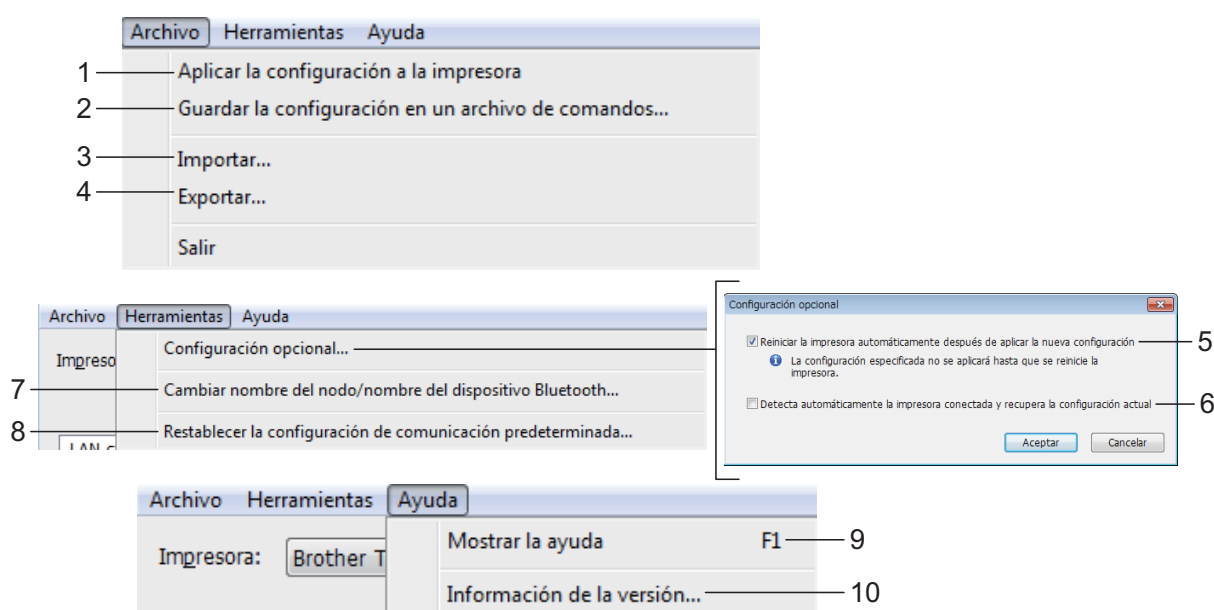 Archivo Herramientas Ayuda
1 Aplicar la configuración a la impresora
2 Guardar la configuración en un archivo de comandos...
3 Importar...
4 Exportar...
Salir
Archivo Herramientas Ayuda
Impreso
Configuración opcional...
7 Cambiar nombre del nodo/nombre del dispositivo Bluetooth...
8 Restablecer la configuración de comunicación predeterminada...
LAN
Configuración opcional
Reiniciar la impresora automáticamente después de aplicar la nueva configuración 5
La configuración especificada no se aplicará hasta que se reinicie la
impresora.
Detecta automáticamente la impresora conectada y recupera la configuración actual 6
Aceptar Cancelar
Archivo Herramientas Ayuda
Impresora: Brother T
Mostrar la ayuda F1 9
Información de la versión... 10